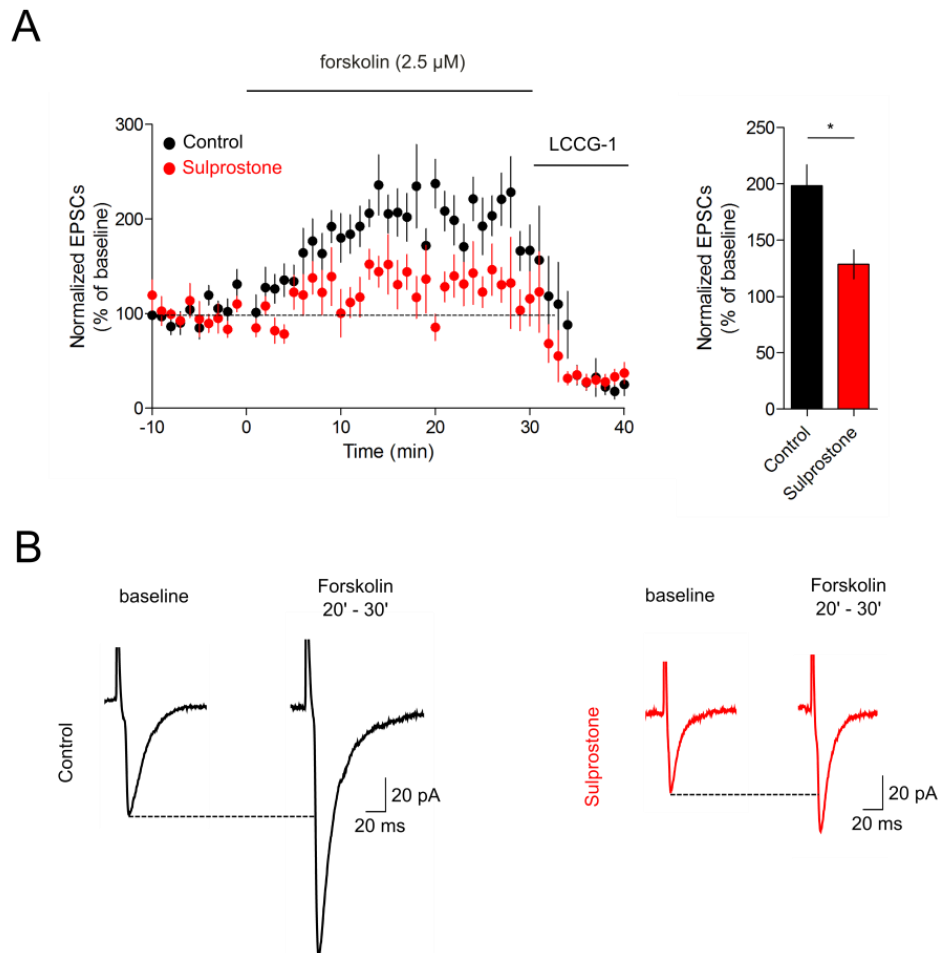 A
forskolin (2.5 µM)
300
200
100
0
Normalized EPSCs
(% of baseline)
Control
Sulprostone
LCCG-1
-10
0
10
20
30
40
Time (min)
250
200
150
100
50
0
Normalized EPSCs
(% of baseline)
*
Control
Sulprostone
B
baseline
Forskolin
20' - 30'
Control
20 pA
20 ms
baseline
Forskolin
20' - 30'
Sulprostone
20 pA
20 ms